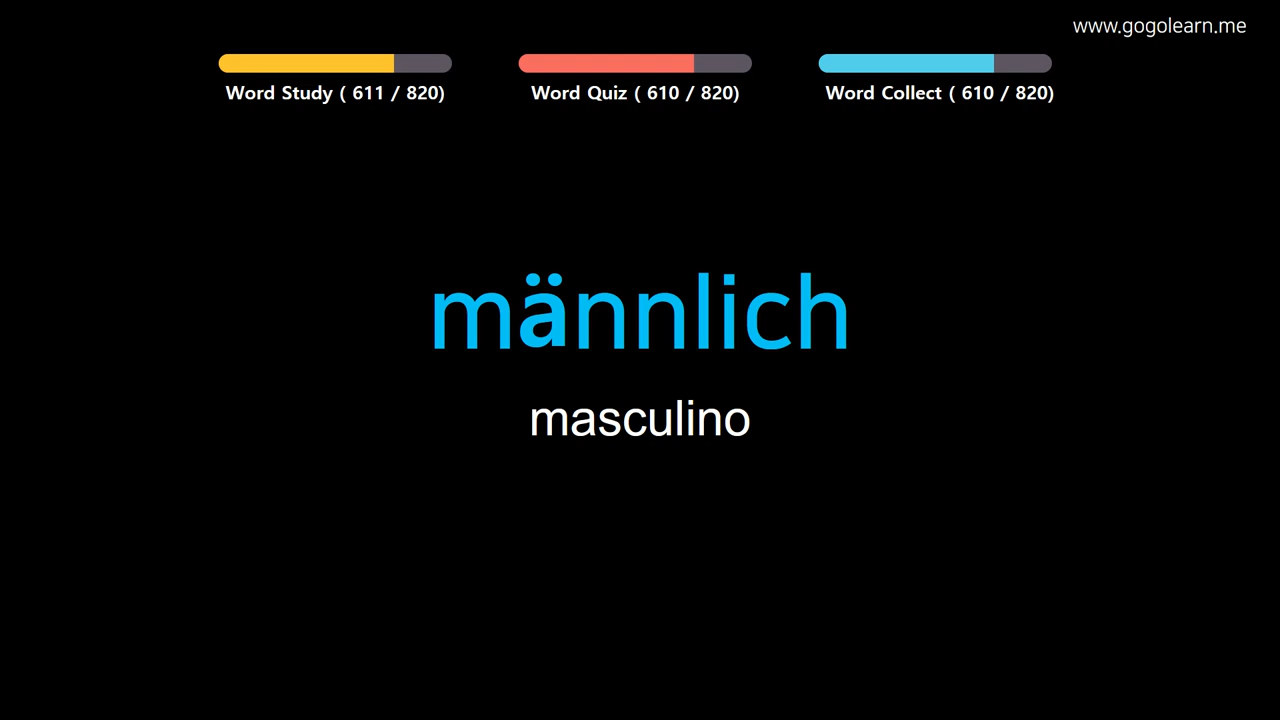 www.gogolearn.me
Word Study ( 611 / 820)
Word Quiz ( 610 / 820)
Word Collect ( 610 / 820)
männlich
masculino